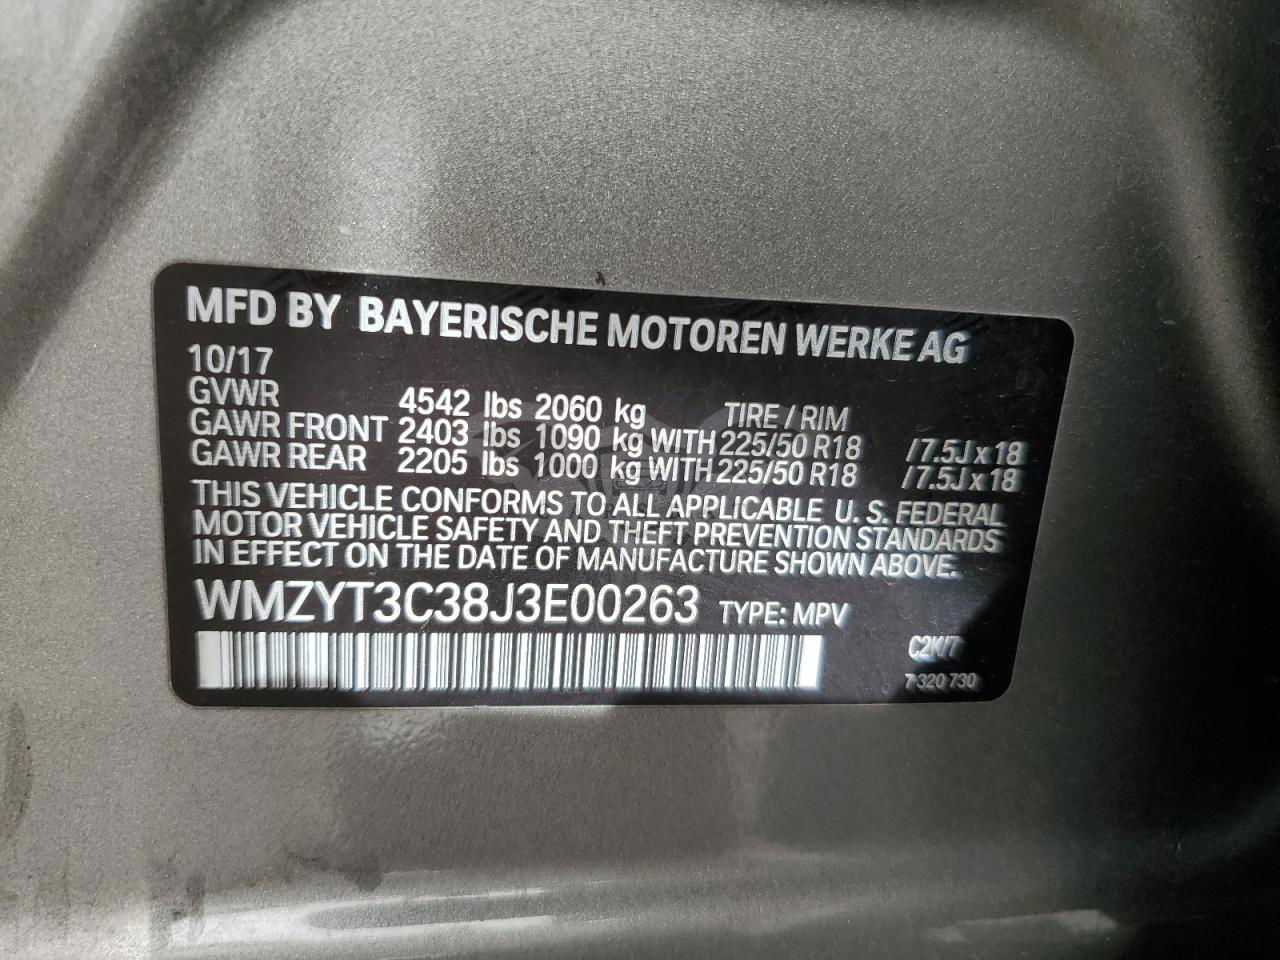 MFD BY BAYERISCHE MOTOREN WERKE AG
10/17
GVWR 4542 lbs 2060 kg TIRE / RIM
GAWR FRONT 2403 lbs 1090 kg WITH 225/50 R18 /7.5J x 18
GAWR REAR 2205 lbs 1000 kg WITH 225/50 R18 /7.5J x 18
THIS VEHICLE CONFORMS TO ALL APPLICABLE U. S. FEDERAL
MOTOR VEHICLE SAFETY AND THEFT PREVENTION STANDARDS
IN EFFECT ON THE DATE OF MANUFACTURE SHOWN ABOVE.
WMZYT3C38J3E00263 TYPE: MPV
C2K/7
7 320 730